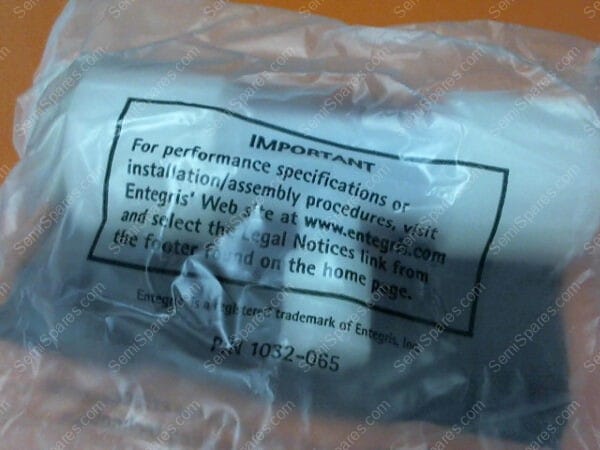 IMPORTANT
For performance specifications or
installation/assembly procedures, visit
Entegris' Web site at www.entegris.com
and select the Legal Notices link from
the footer found on the home page.
Entegris is a registered trademark of Entegris, Inc.
P/N 1032-065
SemiSpares.com